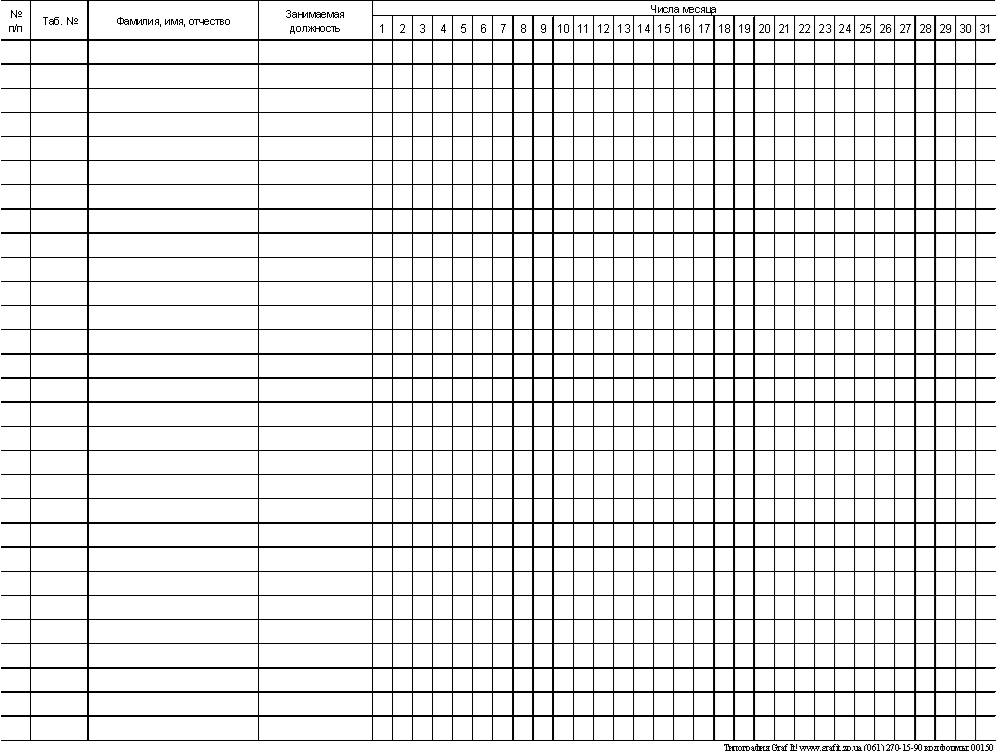 № п/п Таб. № Фамилия, имя, отчество Занимаемая должность Числа месяца
1 2 3 4 5 6 7 8 9 10 11 12 13 14 15 16 17 18 19 20 21 22 23 24 25 26 27 28 29 30 31
Типография Graf It! www.grafit.zp.ua (061) 270-15-90 код формы: 00150